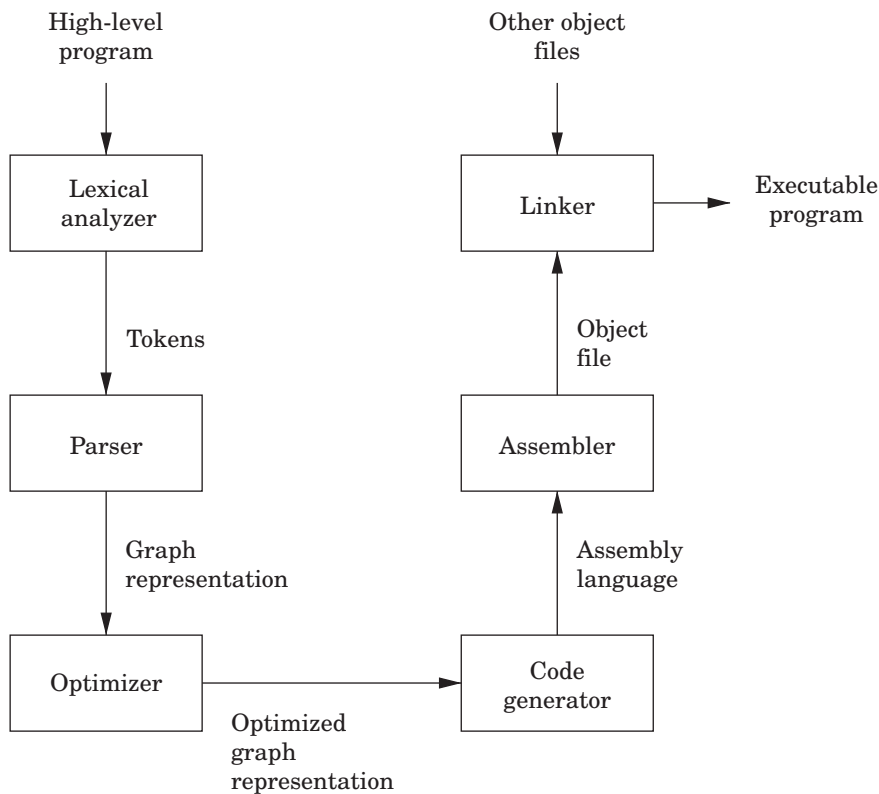 High-level
program
Other object
files
Lexical
analyzer
Linker
Executable
program
Tokens
Object
file
Parser
Assembler
Graph
representation
Assembly
language
Optimizer
Code
generator
Optimized
graph
representation